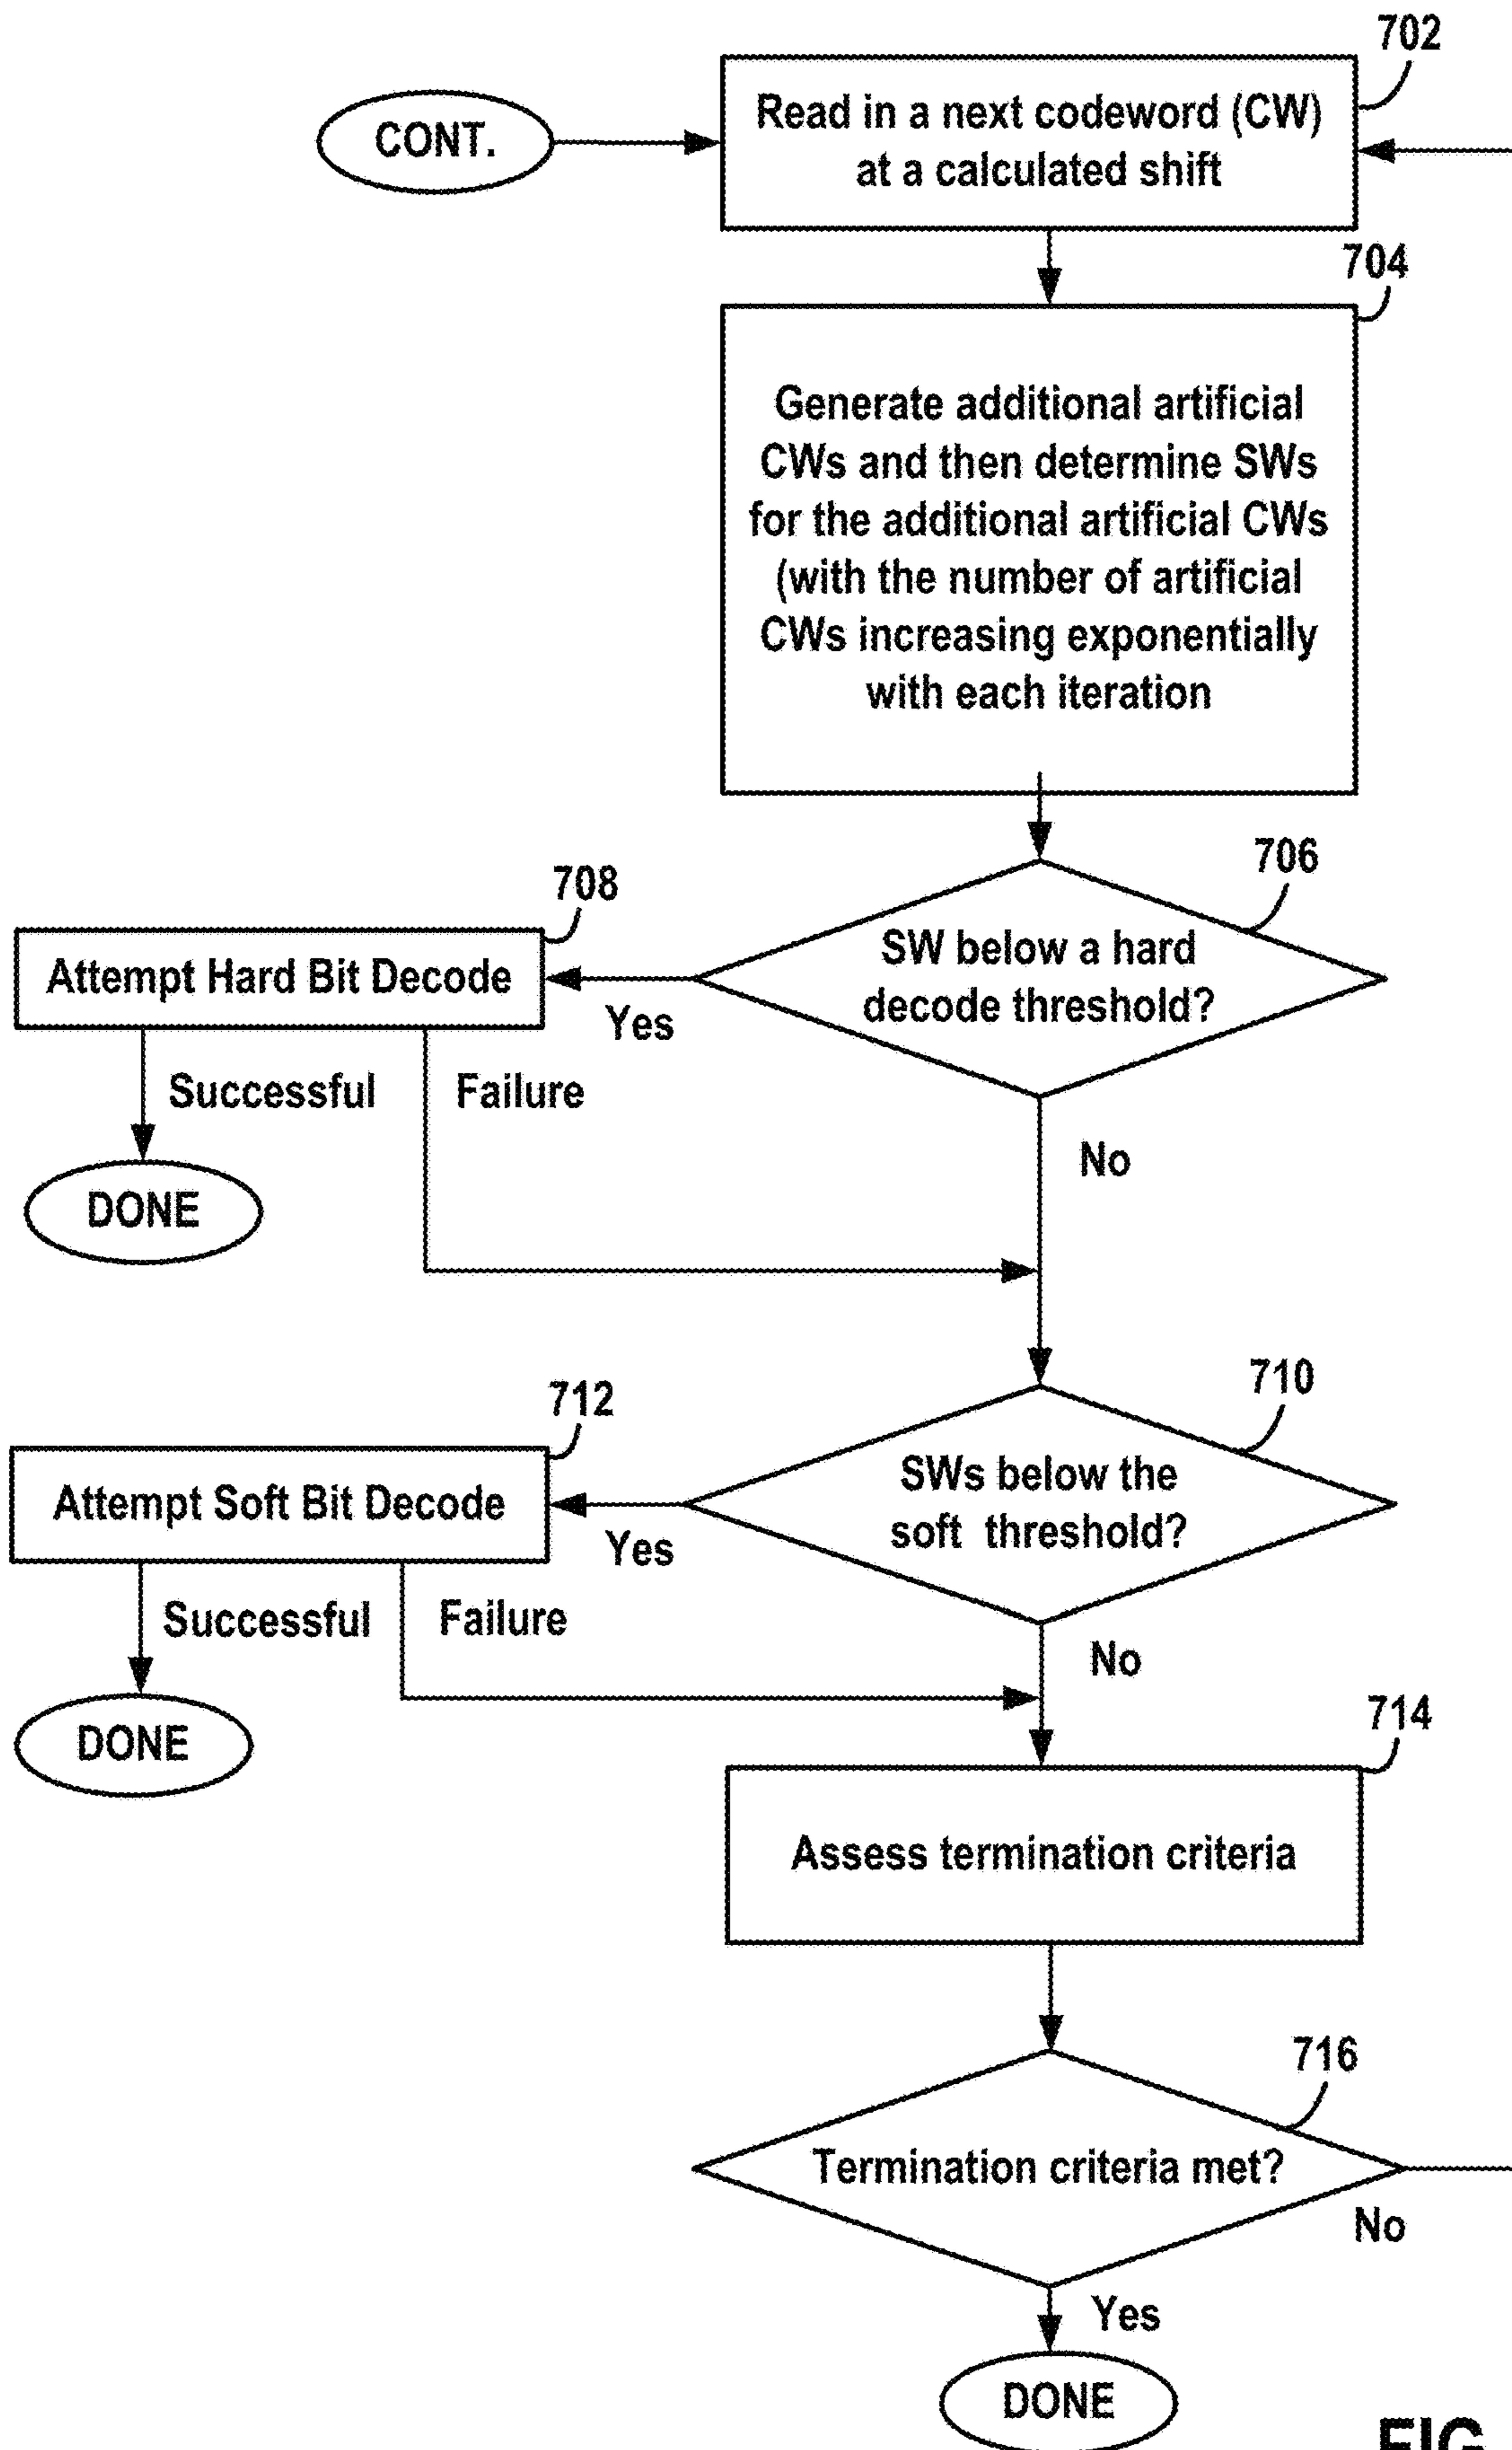 702
CONT.
Read in a next codeword (CW)
at a calculated shift
704
Generate additional artificial
CWs and then determine SWs
for the additional artificial CWs
(with the number of artificial
CWs increasing exponentially
with each iteration
706
708
SW below a hard
decode threshold?
Attempt Hard Bit Decode
Yes
Successful
Failure
No
DONE
710
712
SWs below the
soft threshold?
Attempt Soft Bit Decode
Yes
Successful
Failure
No
DONE
714
Assess termination criteria
716
Termination criteria met?
No
Yes
DONE
FIG